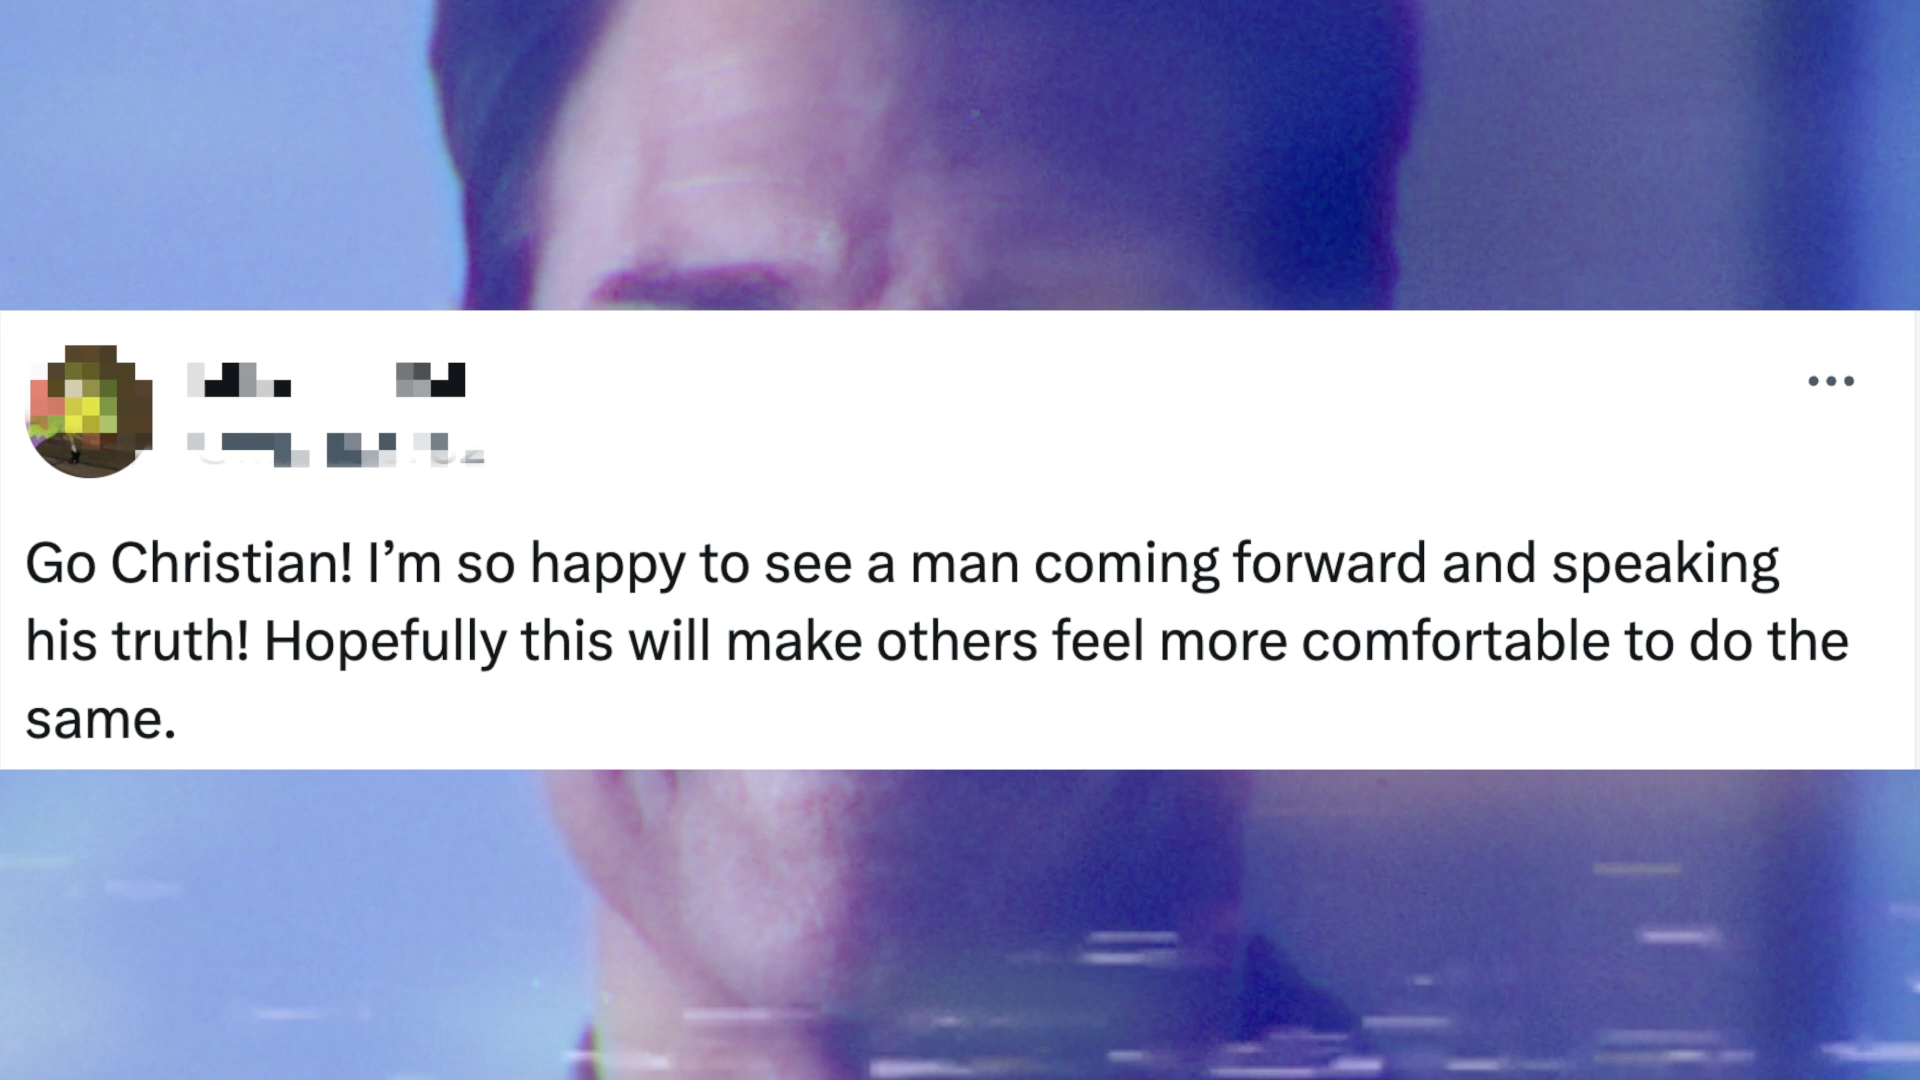 Go Christian! I’m so happy to see a man coming forward and speaking
his truth! Hopefully this will make others feel more comfortable to do the
same.